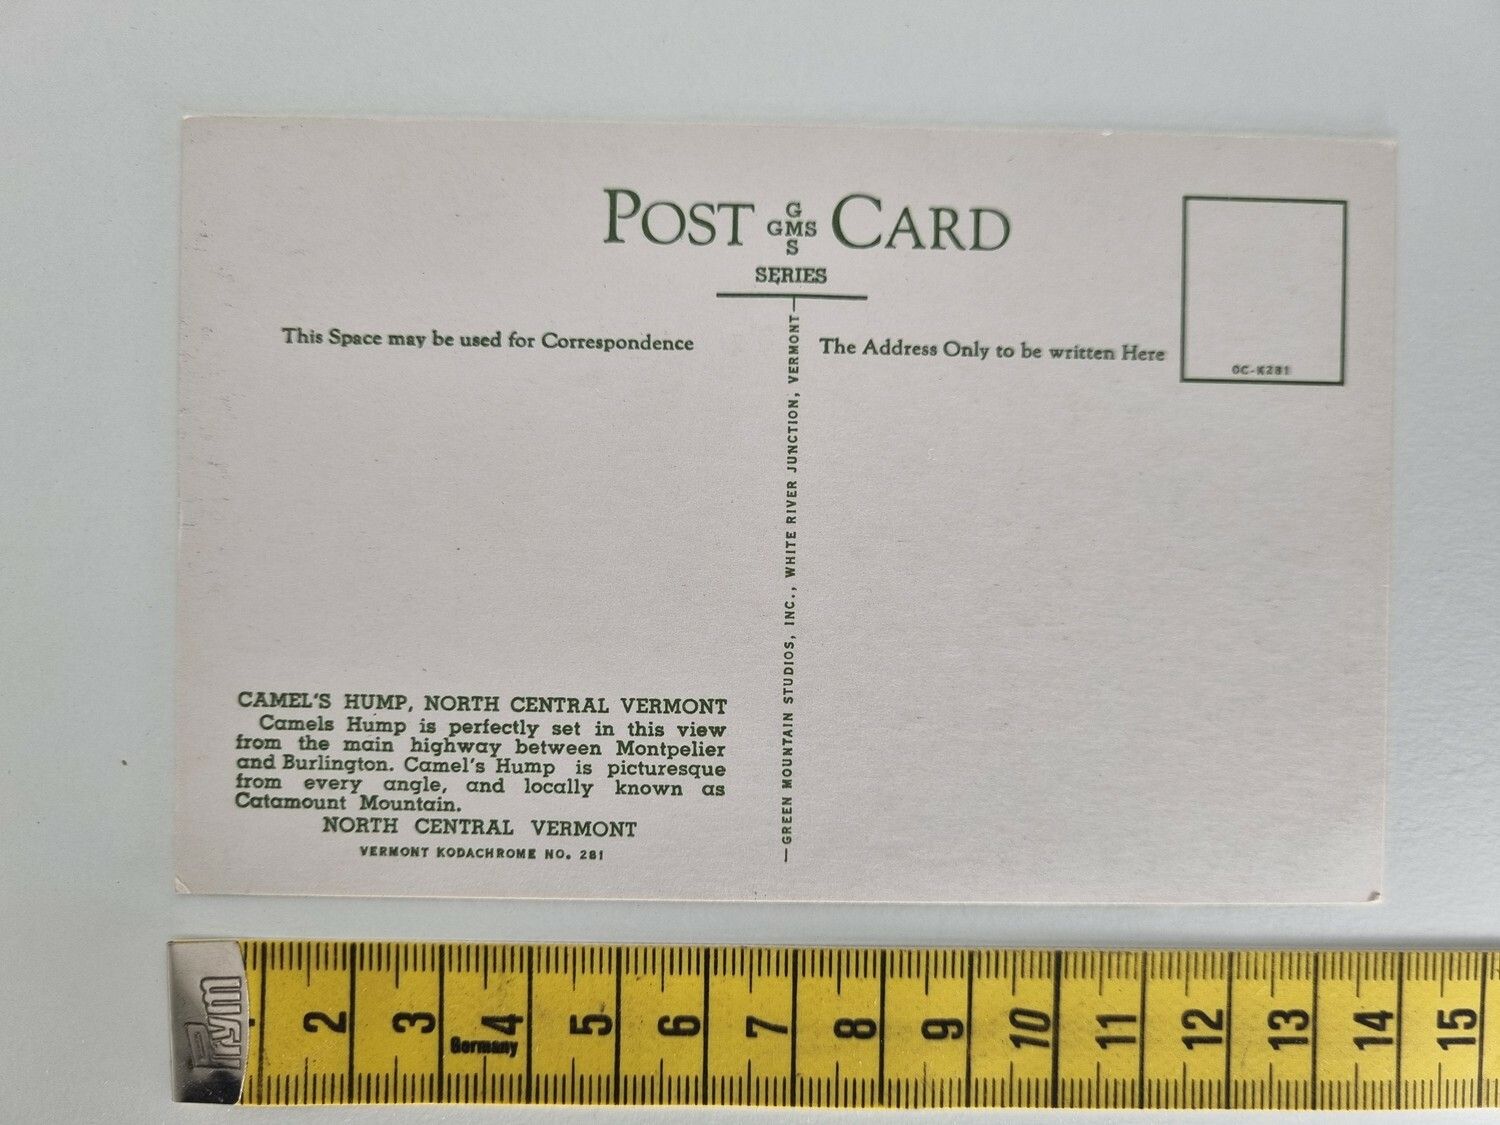 POST CARD
G
GMS
S
SERIES
This Space may be used for Correspondence
The Address Only to be written Here
OC-K281
—GREEN MOUNTAIN STUDIOS, INC., WHITE RIVER JUNCTION, VERMONT—
CAMEL'S HUMP, NORTH CENTRAL VERMONT
Camels Hump is perfectly set in this view
from the main highway between Montpelier
and Burlington. Camel's Hump is picturesque
from every angle, and locally known as
Catamount Mountain.
NORTH CENTRAL VERMONT
VERMONT KODACHROME NO. 281
Prym
2 3 4 5 6 7 8 9 10 11 12 13 14 15
Germany